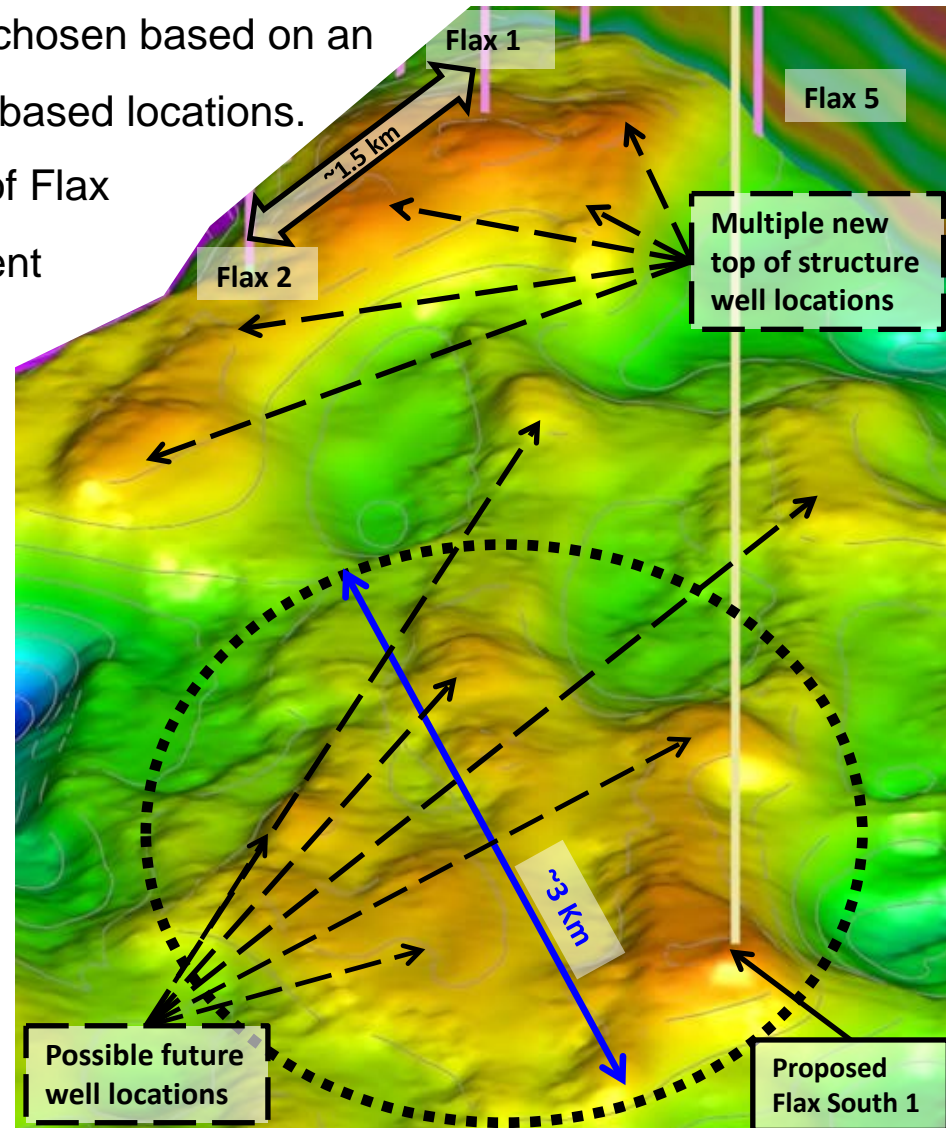 chosen based on an
based locations.
of Flax
ent
Flax 1
Flax 5
~1.5 km
Flax 2
Multiple new
top of structure
well locations
~3 Km
Possible future
well locations
Proposed
Flax South 1